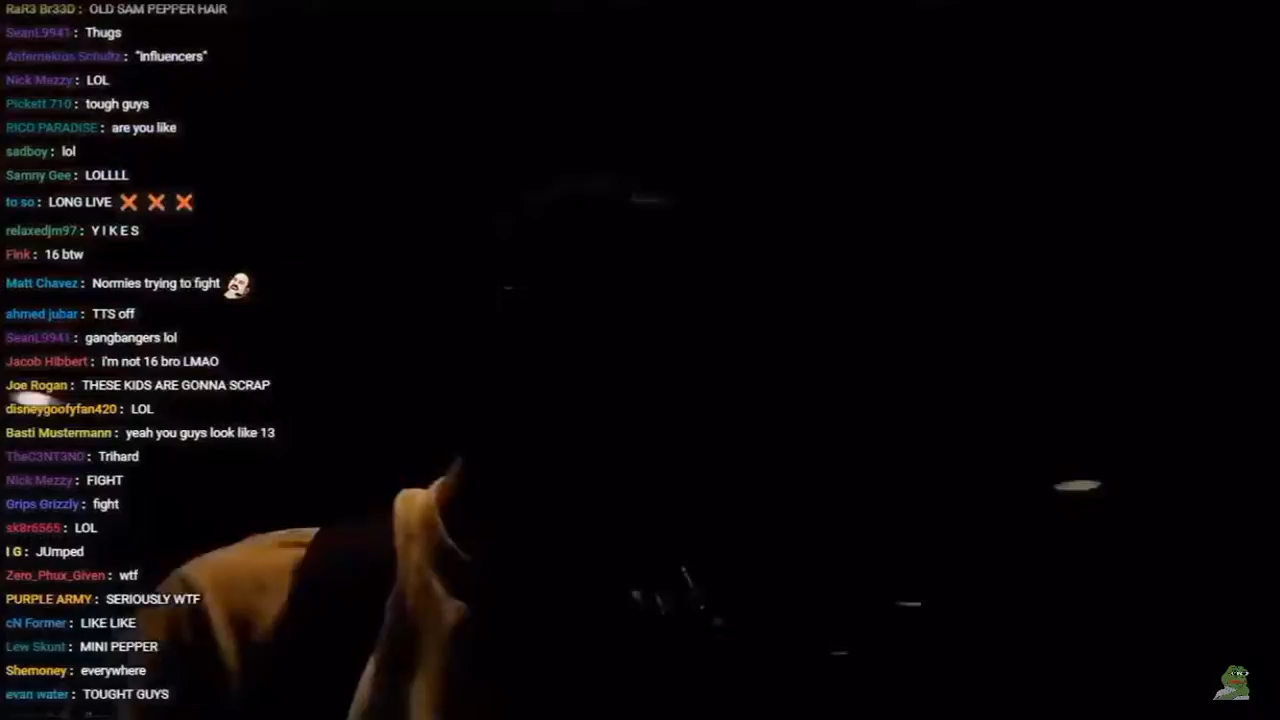 RaR3 Br33D : OLD SAM PEPPER HAIR
SeanL9941 : Thugs
Anfernekius Schultz : "influencers"
Nick Mezzy : LOL
Pickett 710 : tough guys
RICO PARADISE : are you like
sadboy : lol
Samny Gee : LOLLLL
to so : LONG LIVE ❌ ❌ ❌
relaxedjm97 : Y I K E S
Fink : 16 btw
Matt Chavez : Normies trying to fight
ahmed jubar : TTS off
SeanL9941 : gangbangers lol
Jacob Hibbert : i'm not 16 bro LMAO
Joe Rogan : THESE KIDS ARE GONNA SCRAP
disneygoofyfan420 : LOL
Basti Mustermann : yeah you guys look like 13
TheC3NT3ND : Trihard
Nick Mezzy : FIGHT
Grips Grizzly : fight
sk8r6565 : LOL
I G : JUmped
Zero_Phux_Given : wtf
PURPLE ARMY : SERIOUSLY WTF
cN Former : LIKE LIKE
Lew Skunt : MINI PEPPER
Shemoney : everywhere
evan water : TOUGHT GUYS